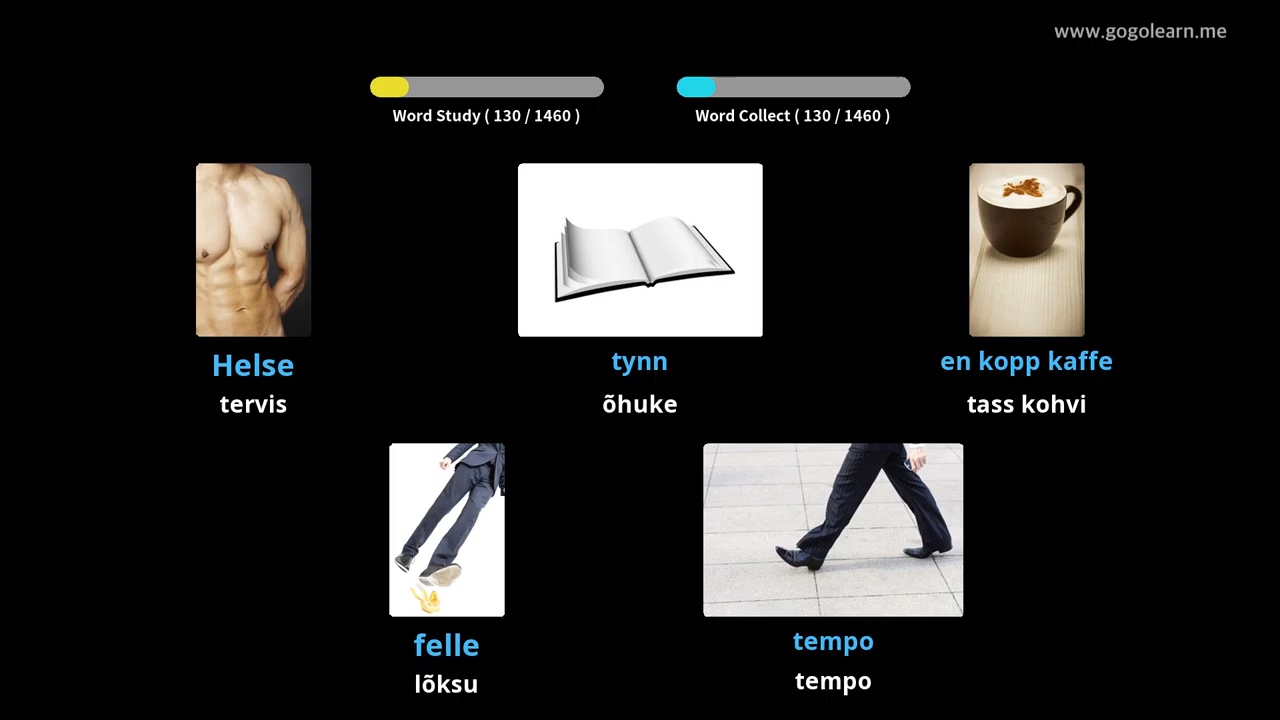 www.gogolearn.me
Word Study ( 130 / 1460 )
Word Collect ( 130 / 1460 )
Helse
tervis
tynn
õhuke
en kopp kaffe
tass kohvi
felle
lõksu
tempo
tempo